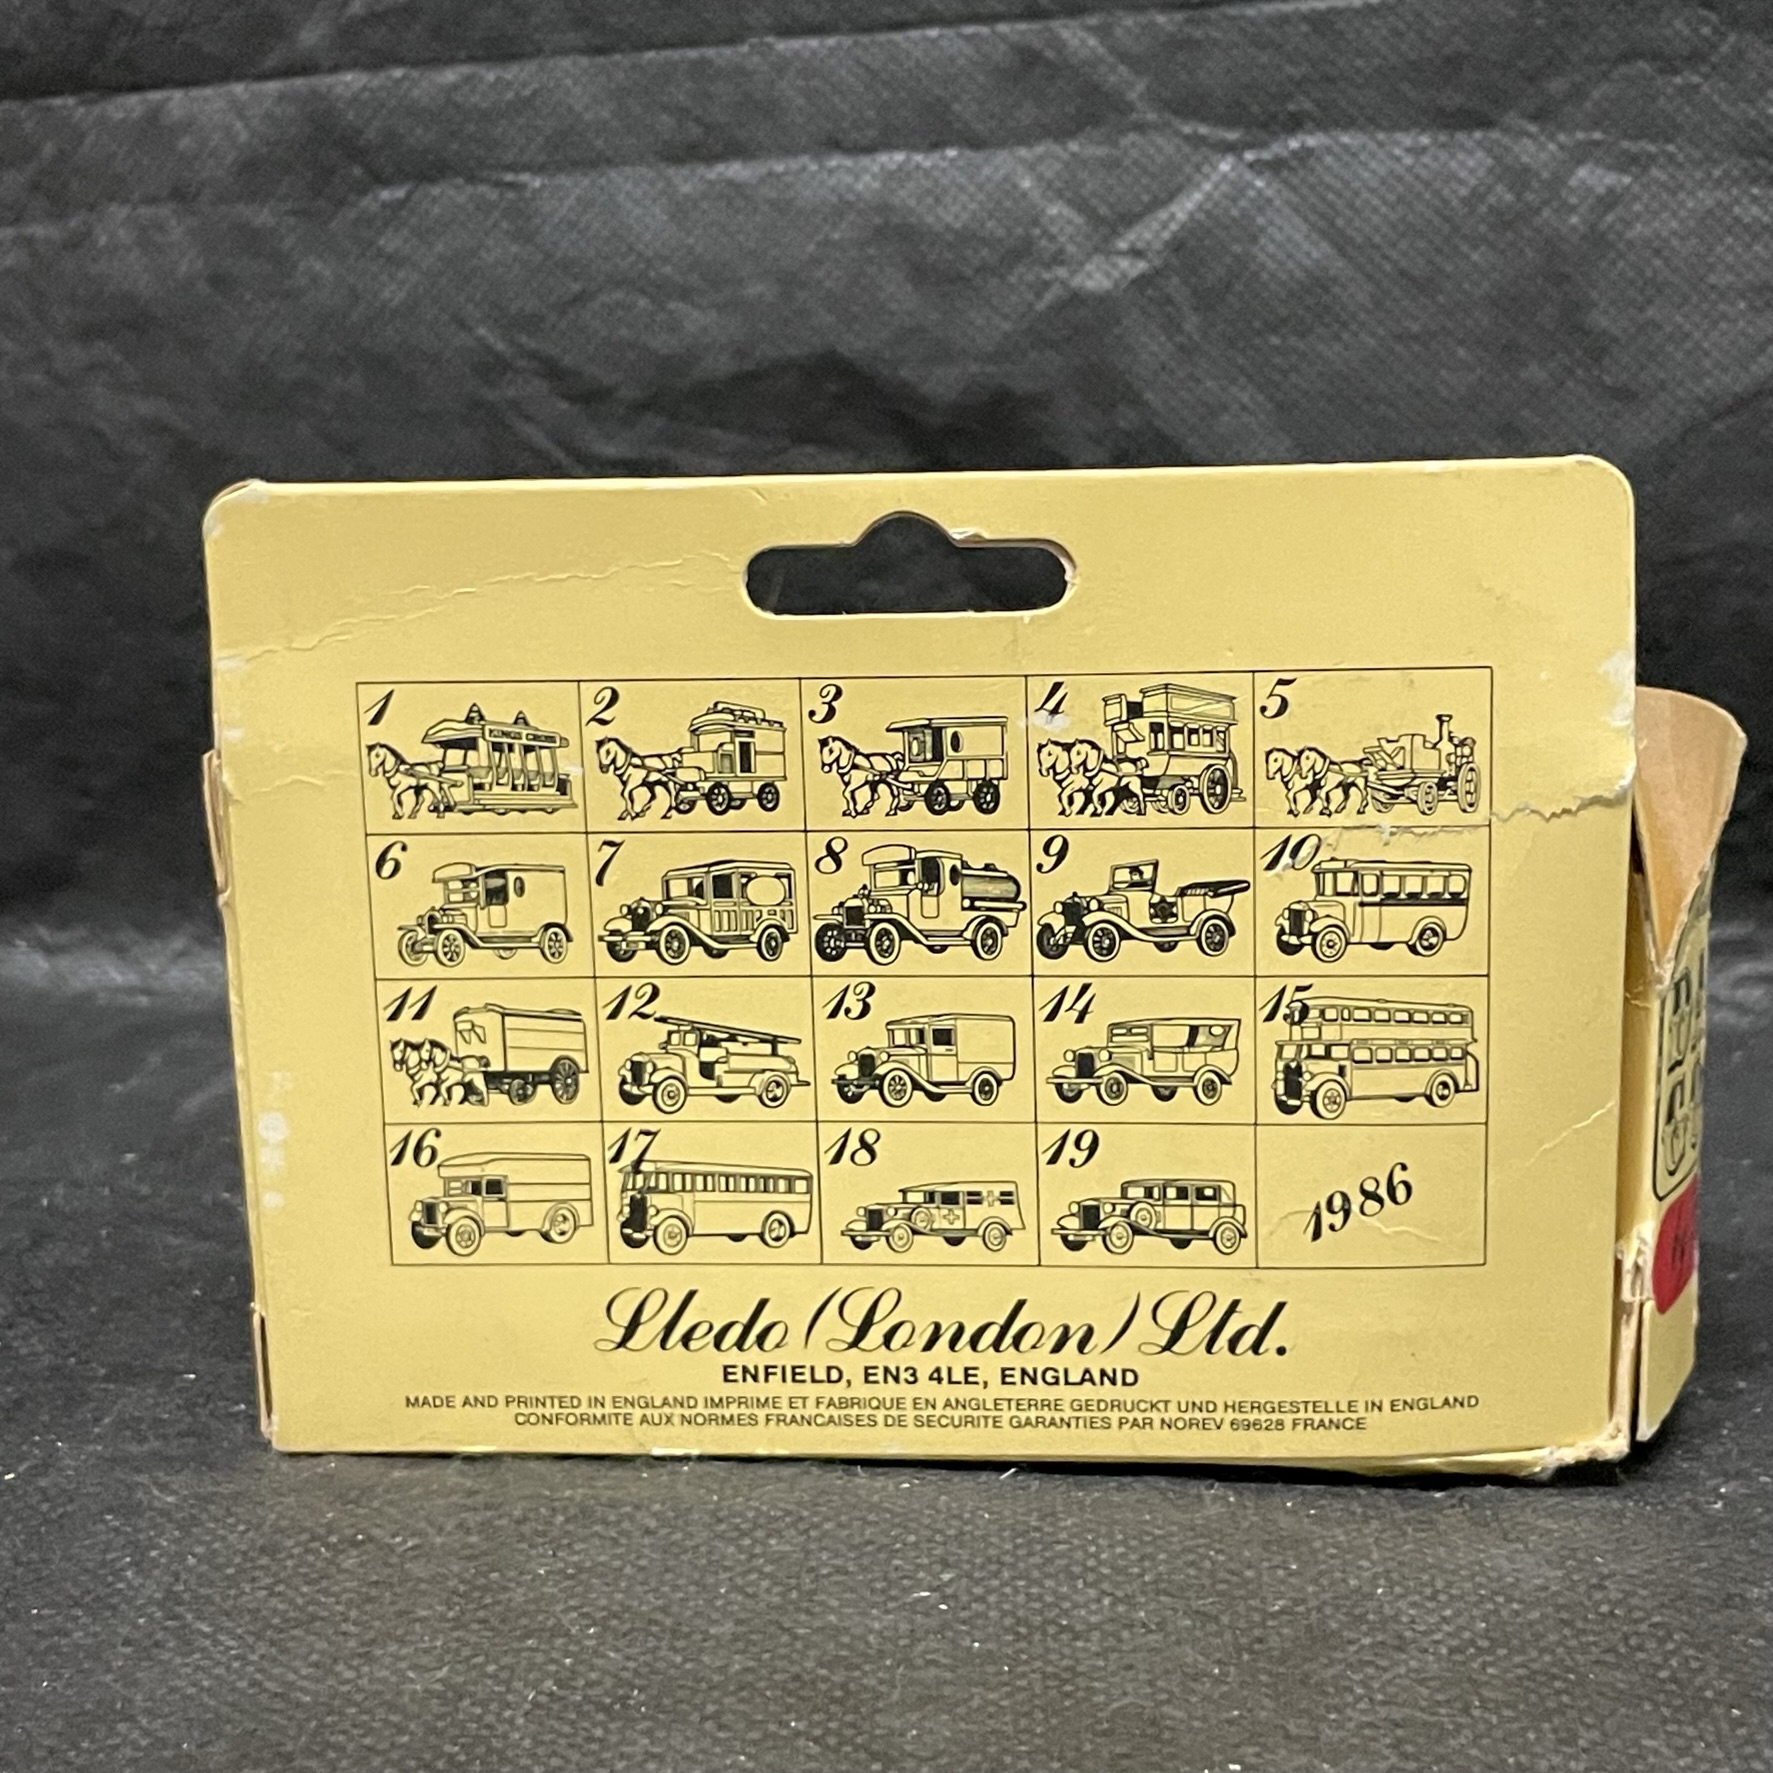 1 2 3 4 5
KINGS CROSS
6 7 8 9 10
11 12 13 14 15
16 17 18 19 1986
Lledo (London) Ltd.
ENFIELD, EN3 4LE, ENGLAND
MADE AND PRINTED IN ENGLAND IMPRIME ET FABRIQUE EN ANGLETERRE GEDRUCKT UND HERGESTELLE IN ENGLAND
CONFORMITE AUX NORMES FRANCAISES DE SECURITE GARANTIES PAR NOREV 69628 FRANCE